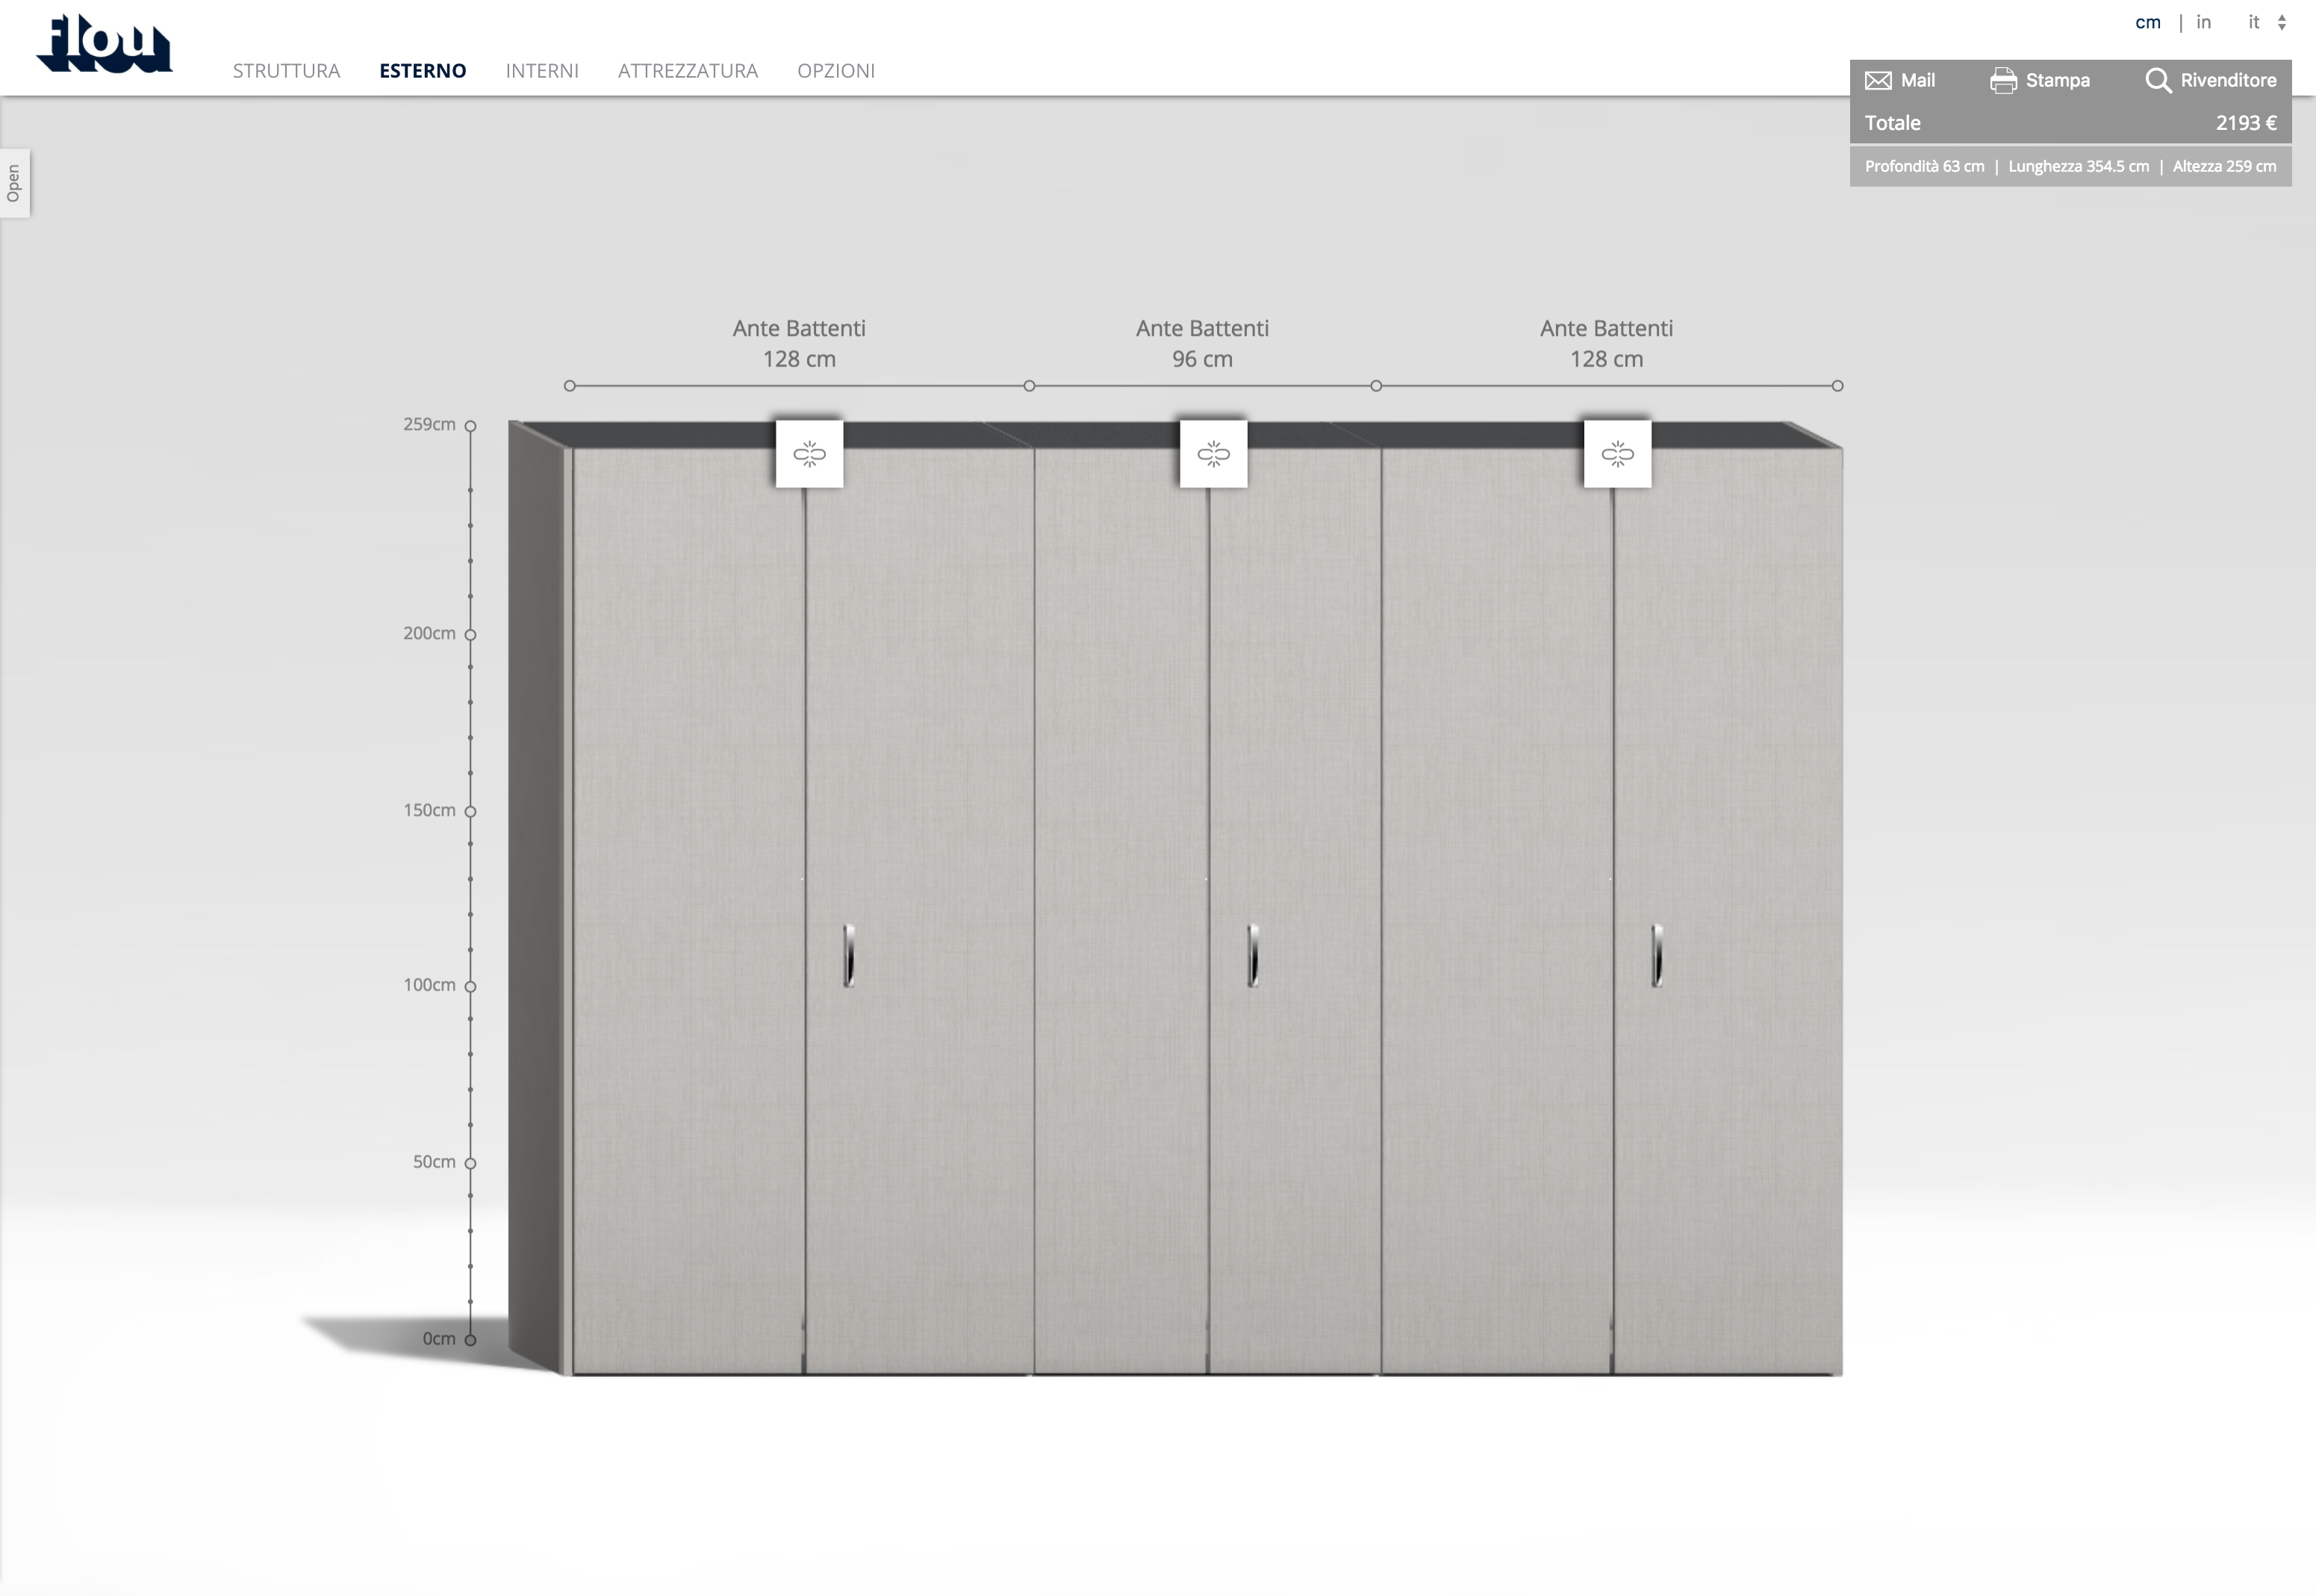 flou
STRUTTURA ESTERNO INTERNI ATTREZZATURA OPZIONI
cm | in it
Mail Stampa Rivenditore
Totale 2193 €
Profondità 63 cm | Lunghezza 354.5 cm | Altezza 259 cm
Open
Ante Battenti Ante Battenti Ante Battenti
128 cm 96 cm 128 cm
259cm
200cm
150cm
100cm
50cm
0cm